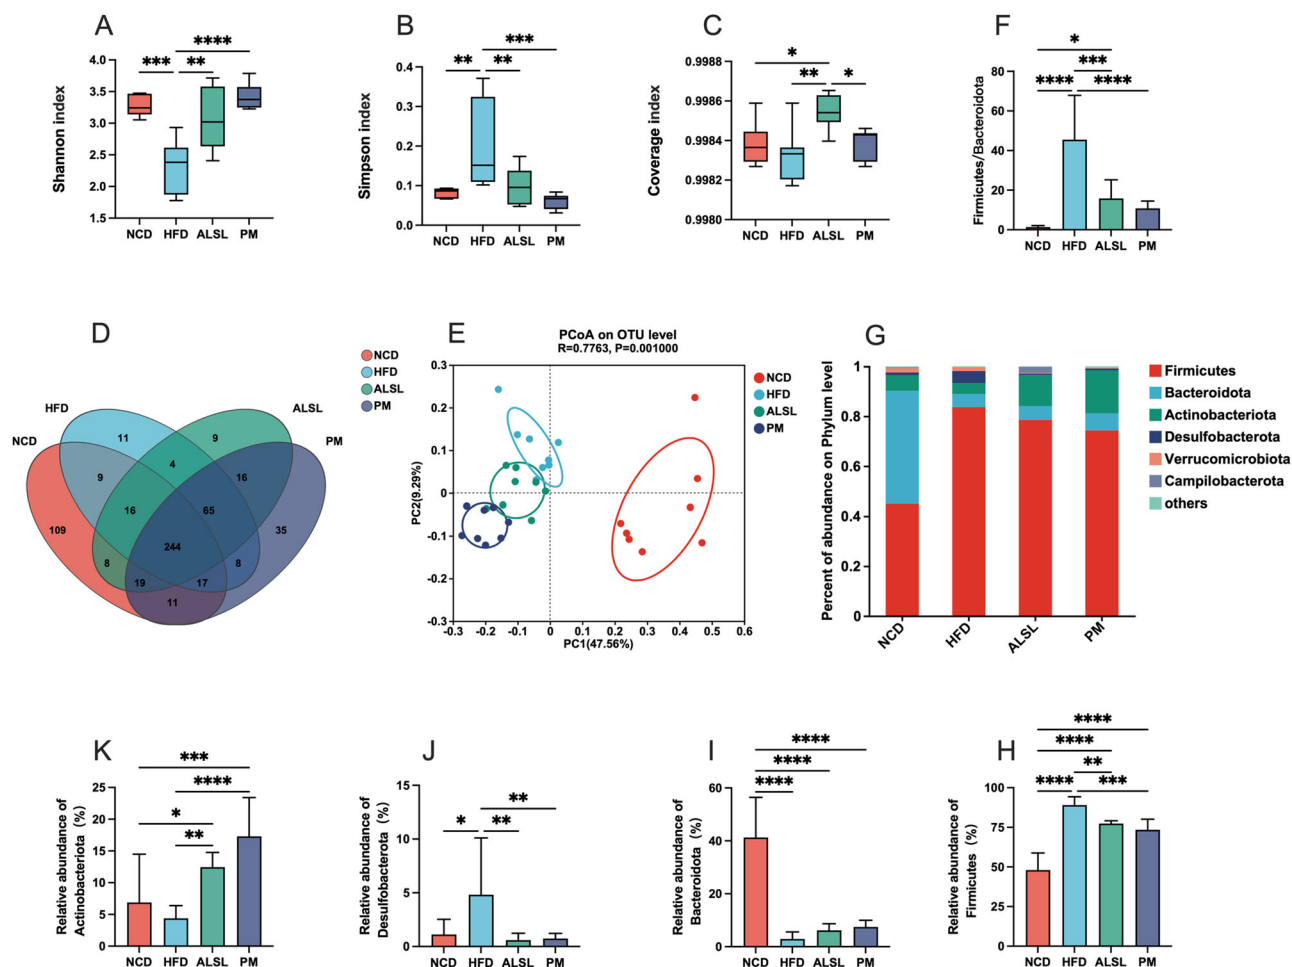 A
Shannon index
4.0
3.5
3.0
2.5
2.0
1.5
****
*** **
NCD HFD ALSL PM
B
Simpson index
0.4
0.3
0.2
0.1
0.0
***
** **
NCD HFD ALSL PM
C
Coverage index
0.9988
0.9986
0.9984
0.9982
0.9980
*
** *
NCD HFD ALSL PM
F
Firmicutes/Bacteroidota
80
60
40
20
0
*
***
**** ****
NCD HFD ALSL PM
D
NCD
HFD
ALSL
PM
HFD
ALSL
NCD
PM
11
9
4
9
16
16
65
109
35
244
8
8
19
17
11
E
PCoA on OTU level
R=0.7763, P=0.001000
PC2(9.29%)
0.3
0.2
0.1
0
-0.1
-0.2
-0.3
-0.3 -0.2 -0.1 0 0.1 0.2 0.3 0.4 0.5 0.6
PC1(47.56%)
NCD
HFD
ALSL
PM
G
Percent of abundance on Phylum level
1
0.8
0.6
0.4
0.2
0
NCD
HFD
ALSL
PM
Firmicutes
Bacteroidota
Actinobacteriota
Desulfobacterota
Verrucomicrobiota
Campilobacterota
others
K
Relative abundance of
Actinobacteriota (%)
25
20
15
10
5
0
***
****
*
**
NCD HFD ALSL PM
J
Relative abundance of
Desulfobacterota (%)
15
10
5
0
**
* **
NCD HFD ALSL PM
I
Relative abundance of
Bacteroidota (%)
60
40
20
0
****
****
****
NCD HFD ALSL PM
H
Relative abundance of
Firmicutes (%)
100
75
50
25
0
****
****
**
**** ***
NCD HFD ALSL PM